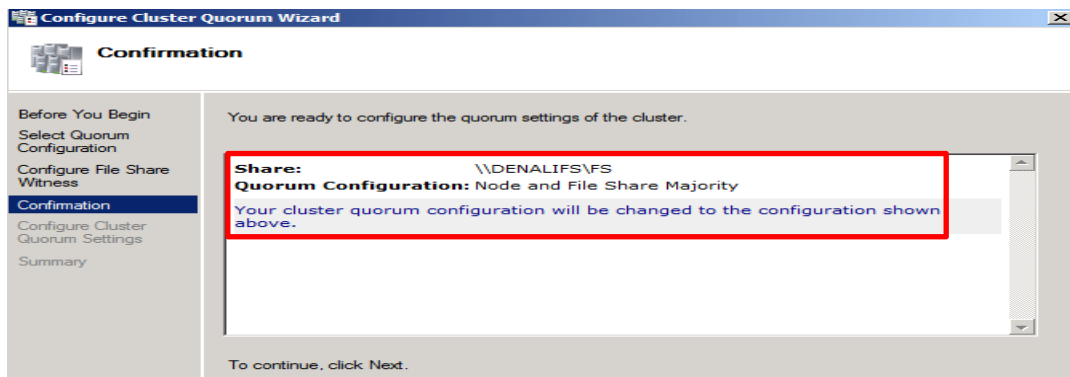 Configure Cluster Quorum Wizard
Confirmation
Before You Begin
Select Quorum
Configuration
Configure File Share
Witness
Confirmation
Configure Cluster
Quorum Settings
Summary
You are ready to configure the quorum settings of the cluster.
Share: \\DENALIFS\FS
Quorum Configuration: Node and File Share Majority
Your cluster quorum configuration will be changed to the configuration shown
above.
To continue, click Next.